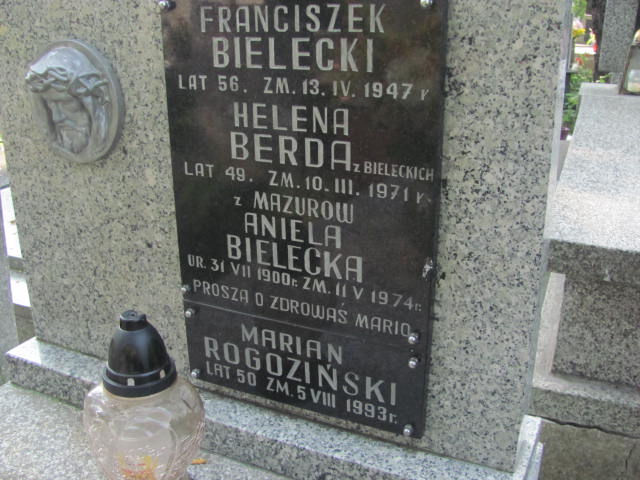 FRANCISZEK
BIELECKI
LAT 56. ZM. 13. IV. 1947 r
HELENA
BERDA z BIELECKICH
LAT 49. ZM. 10. III. 1971 r.
z MAZURÓW
ANIELA
BIELECKA
UR. 31 VII 1900r. ZM. 11 V 1974r.
PROSZĄ O ZDROWAŚ MARIO
MARIAN
ROGOZIŃSKI
LAT 50 ZM. 5 VIII 1993r.